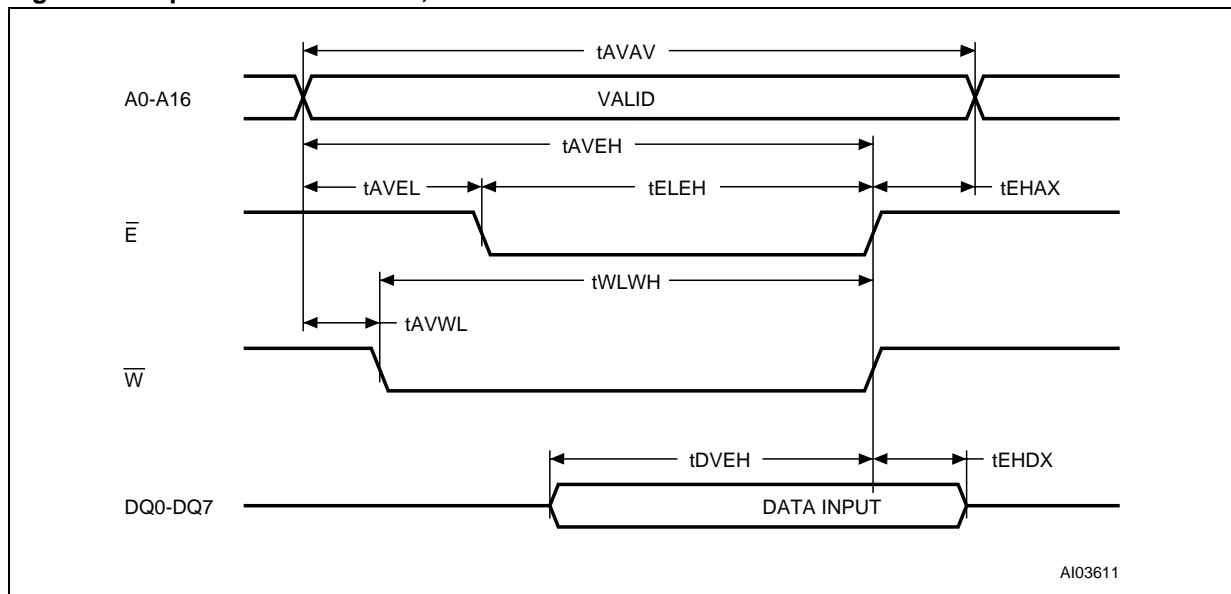 tAVAV
A0-A16
VALID
tAVEH
tAVEL
tELEH
tEHAX
E
tWLWH
tAVWL
W
tDVEH
tEHDX
DQ0-DQ7
DATA INPUT
AI03611